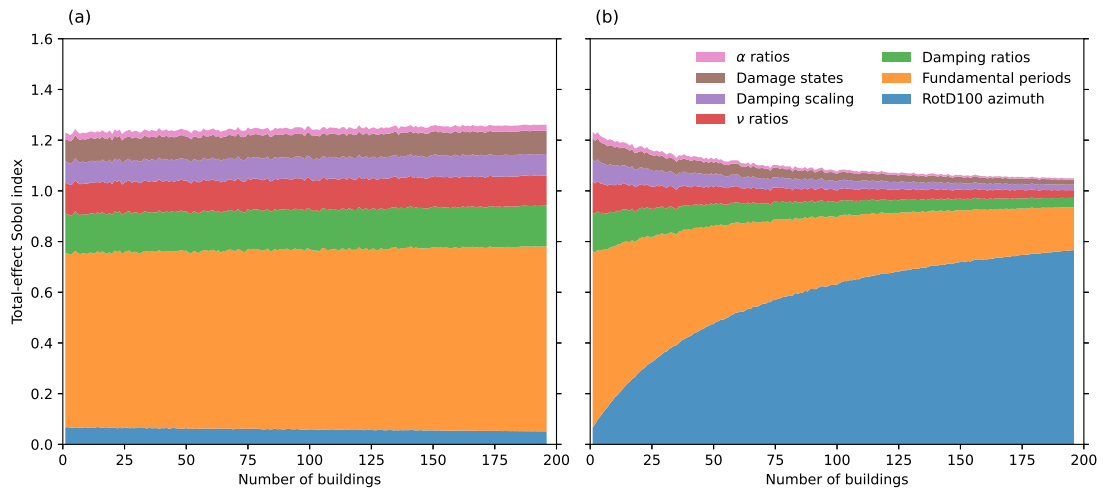 (a)
(b)
1.6
1.4
1.2
1.0
0.8
0.6
0.4
0.2
0.0
Total-effect Sobol index
0 25 50 75 100 125 150 175 200
Number of buildings
α ratios
Damage states
Damping scaling
ν ratios
Damping ratios
Fundamental periods
RotD100 azimuth
0 25 50 75 100 125 150 175 200
Number of buildings